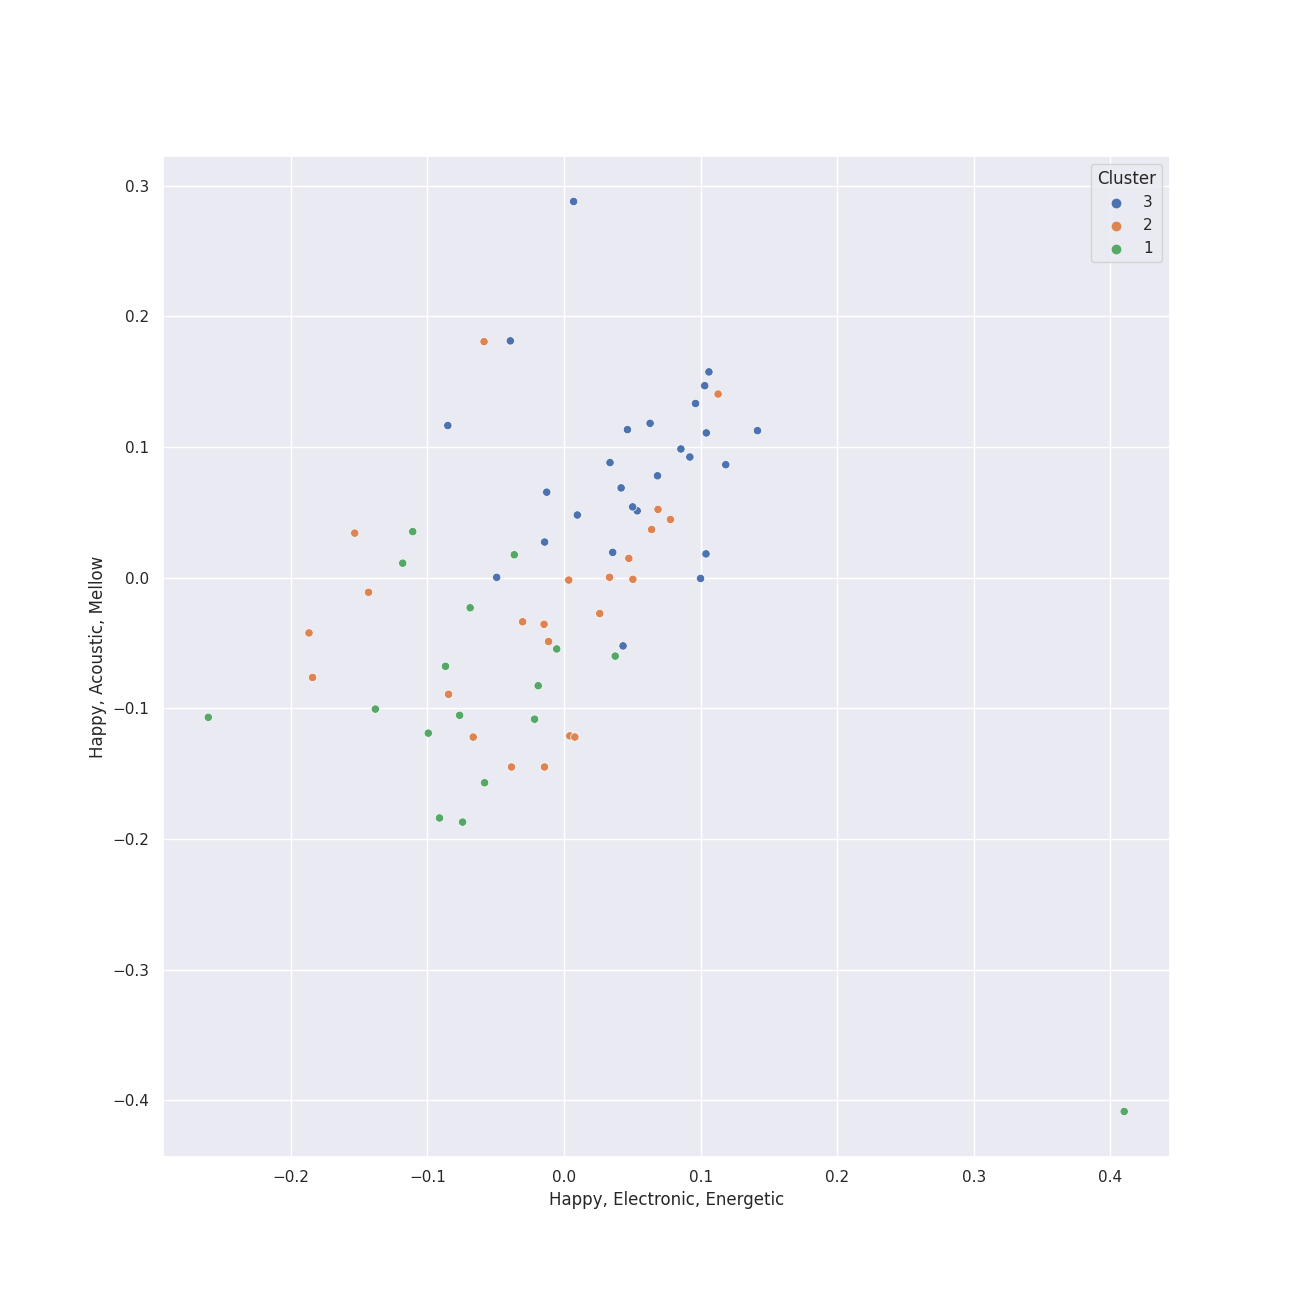 Cluster
3
2
1
0.3
0.2
0.1
0.0
−0.1
−0.2
−0.3
−0.4
Happy, Acoustic, Mellow
−0.2 −0.1 0.0 0.1 0.2 0.3 0.4
Happy, Electronic, Energetic